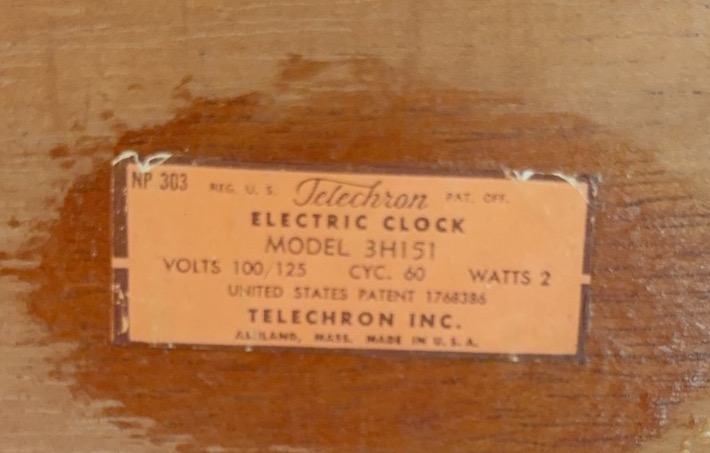 NP 303 REG. U. S. Telechron PAT. OFF.
ELECTRIC CLOCK
MODEL 3H151
VOLTS 100/125 CYC. 60 WATTS 2
UNITED STATES PATENT 1768386
TELECHRON INC.
ASHLAND, MASS. MADE IN U. S. A.